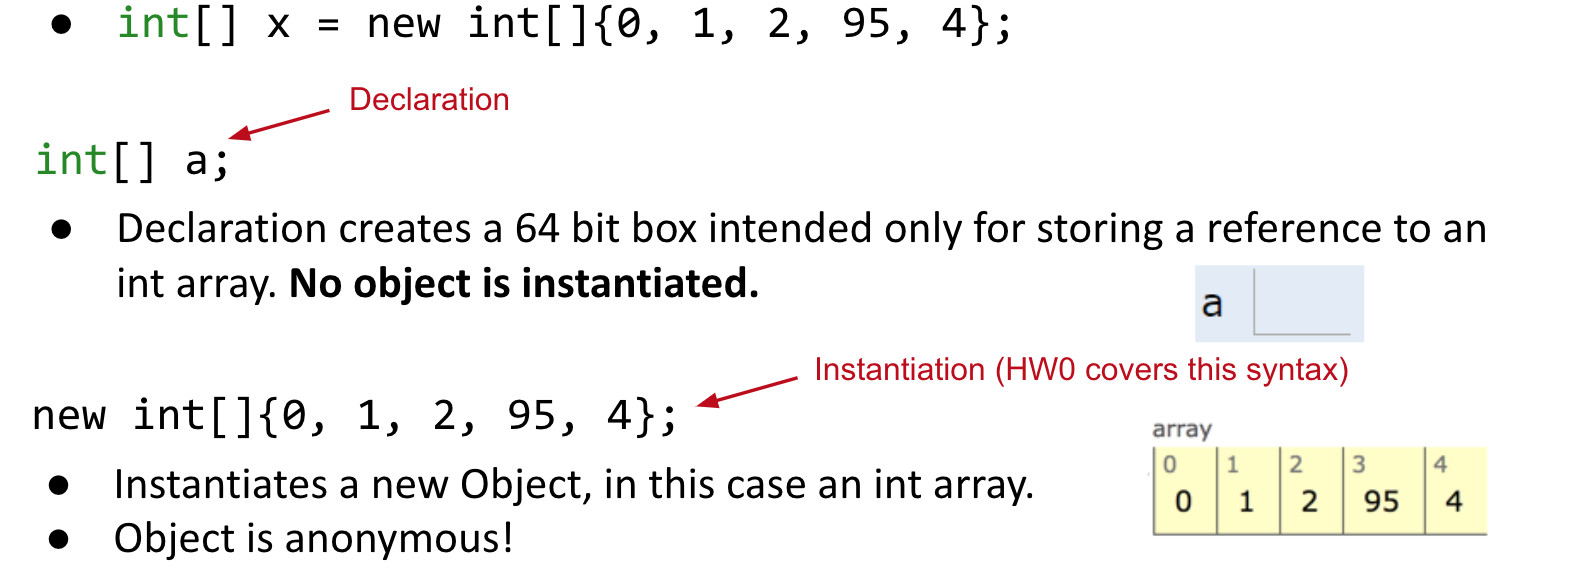 ● int[] x = new int[]{0, 1, 2, 95, 4};
Declaration
int[] a;
● Declaration creates a 64 bit box intended only for storing a reference to an
int array. No object is instantiated.
a
Instantiation (HW0 covers this syntax)
new int[]{0, 1, 2, 95, 4};
array
0 1 2 3 4
0 1 2 95 4
● Instantiates a new Object, in this case an int array.
● Object is anonymous!